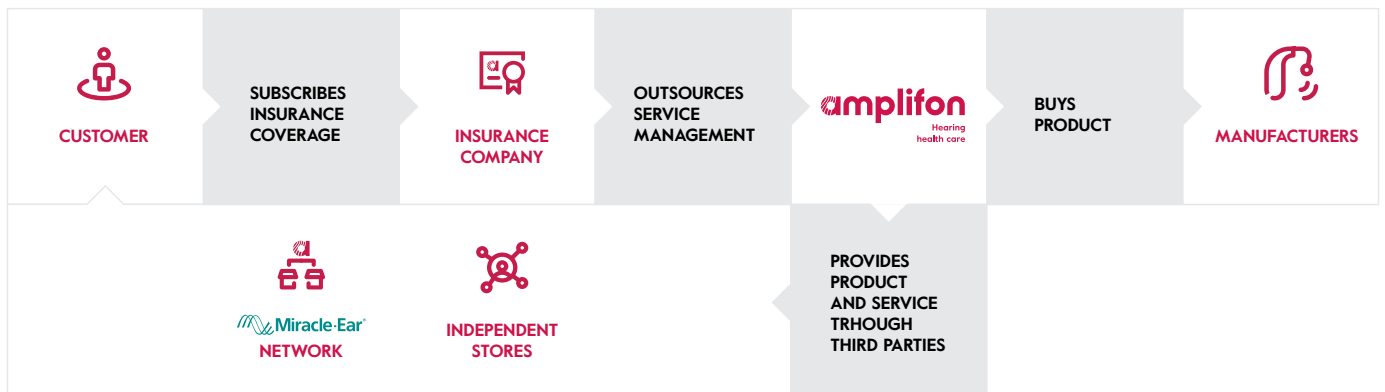 CUSTOMER
SUBSCRIBES
INSURANCE
COVERAGE
INSURANCE
COMPANY
OUTSOURCES
SERVICE
MANAGEMENT
amplifon
Hearing
health care
BUYS
PRODUCT
MANUFACTURERS
Miracle-Ear®
NETWORK
INDEPENDENT
STORES
PROVIDES
PRODUCT
AND SERVICE
TRHOUGH
THIRD PARTIES